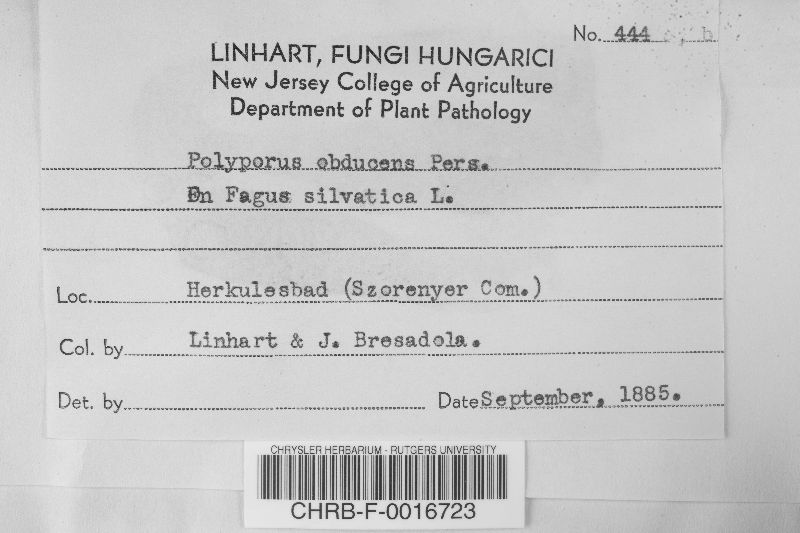 No. 444
LINHART, FUNGI HUNGARICI
New Jersey College of Agriculture
Department of Plant Pathology
Polyporus obducens Pers.
On Fagus silvatica L.
Loc. Herkulesbad (Szorenyer Com.)
Col. by Linhart & J. Bresadola.
Det. by
Date September, 1885.
CHRYSLER HERBARIUM - RUTGERS UNIVERSITY
CHRB-F-0016723